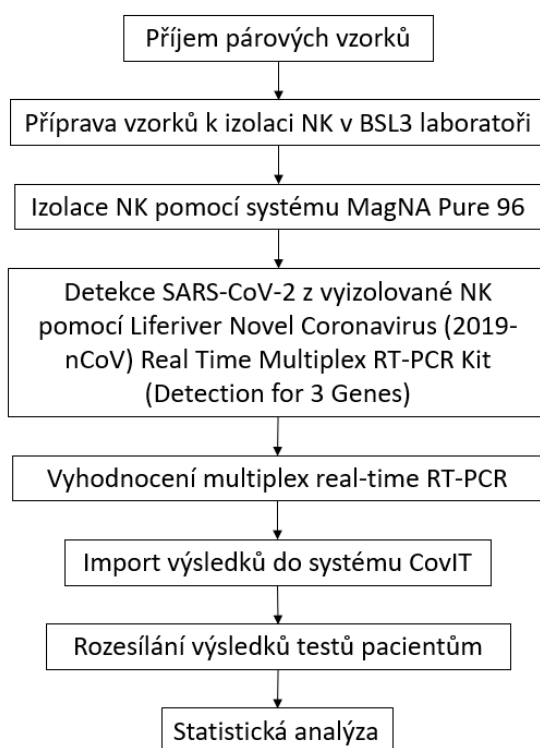 Příjem párových vzorků
Příprava vzorků k izolaci NK v BSL3 laboratoři
Izolace NK pomocí systému MagNA Pure 96
Detekce SARS-CoV-2 z vyizolované NK
pomocí Liferiver Novel Coronavirus (2019-
nCoV) Real Time Multiplex RT-PCR Kit
(Detection for 3 Genes)
Vyhodnocení multiplex real-time RT-PCR
Import výsledků do systému CovIT
Rozesílání výsledků testů pacientům
Statistická analýza